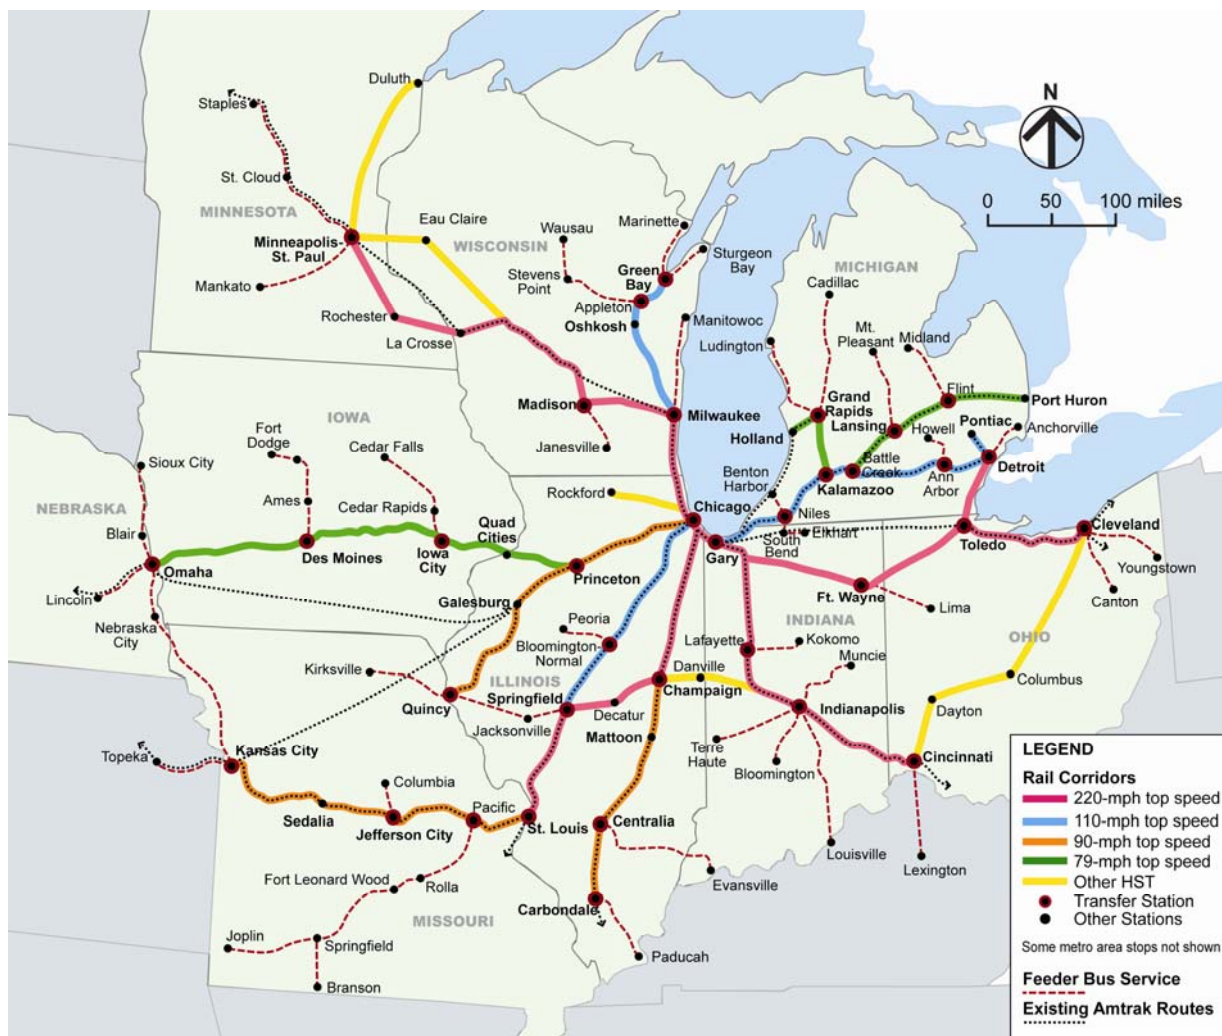 Duluth
Staples
N
St. Cloud
MINNESOTA
0 50 100 miles
Eau Claire
WISCONSIN
Wausau
Marinette
Minneapolis-
St. Paul
Sturgeon
Bay
MICHIGAN
Green
Bay
Stevens
Point
Cadillac
Mankato
Appleton
Oshkosh
Rochester
La Crosse
Manitowoc
Mt.
Pleasant
Midland
Ludington
Flint
Madison
Milwaukee
Grand
Rapids
Lansing
Port Huron
Pontiac
Anchorville
IOWA
Fort
Dodge
Cedar Falls
Janesville
Holland
Howell
Sioux City
Battle
Creek
Detroit
Benton
Harbor
Ann
Arbor
Kalamazoo
NEBRASKA
Ames
Cedar Rapids
Rockford
Chicago
Niles
Cleveland
Blair
Quad
Cities
South
Bend
Elkhart
Toledo
Des Moines
Iowa
City
Gary
Omaha
Princeton
Youngstown
Lincoln
Ft. Wayne
Canton
Galesburg
Lima
Nebraska
City
Peoria
INDIANA
OHIO
Lafayette
Kokomo
Bloomington-
Normal
Muncie
Kirksville
Danville
ILLINOIS
Springfield
Champaign
Columbus
Quincy
Decatur
Indianapolis
Dayton
Jacksonville
Mattoon
Kansas City
Topeka
Terre
Haute
Bloomington
Cincinnati
Columbia
Pacific
Sedalia
Jefferson City
St. Louis
Centralia
Louisville
Lexington
Fort Leonard Wood
Rolla
Evansville
MISSOURI
Carbondale
Joplin
Springfield
Paducah
Branson
LEGEND
Rail Corridors
220-mph top speed
110-mph top speed
90-mph top speed
79-mph top speed
Other HST
Transfer Station
Other Stations
Some metro area stops not shown
Feeder Bus Service
Existing Amtrak Routes